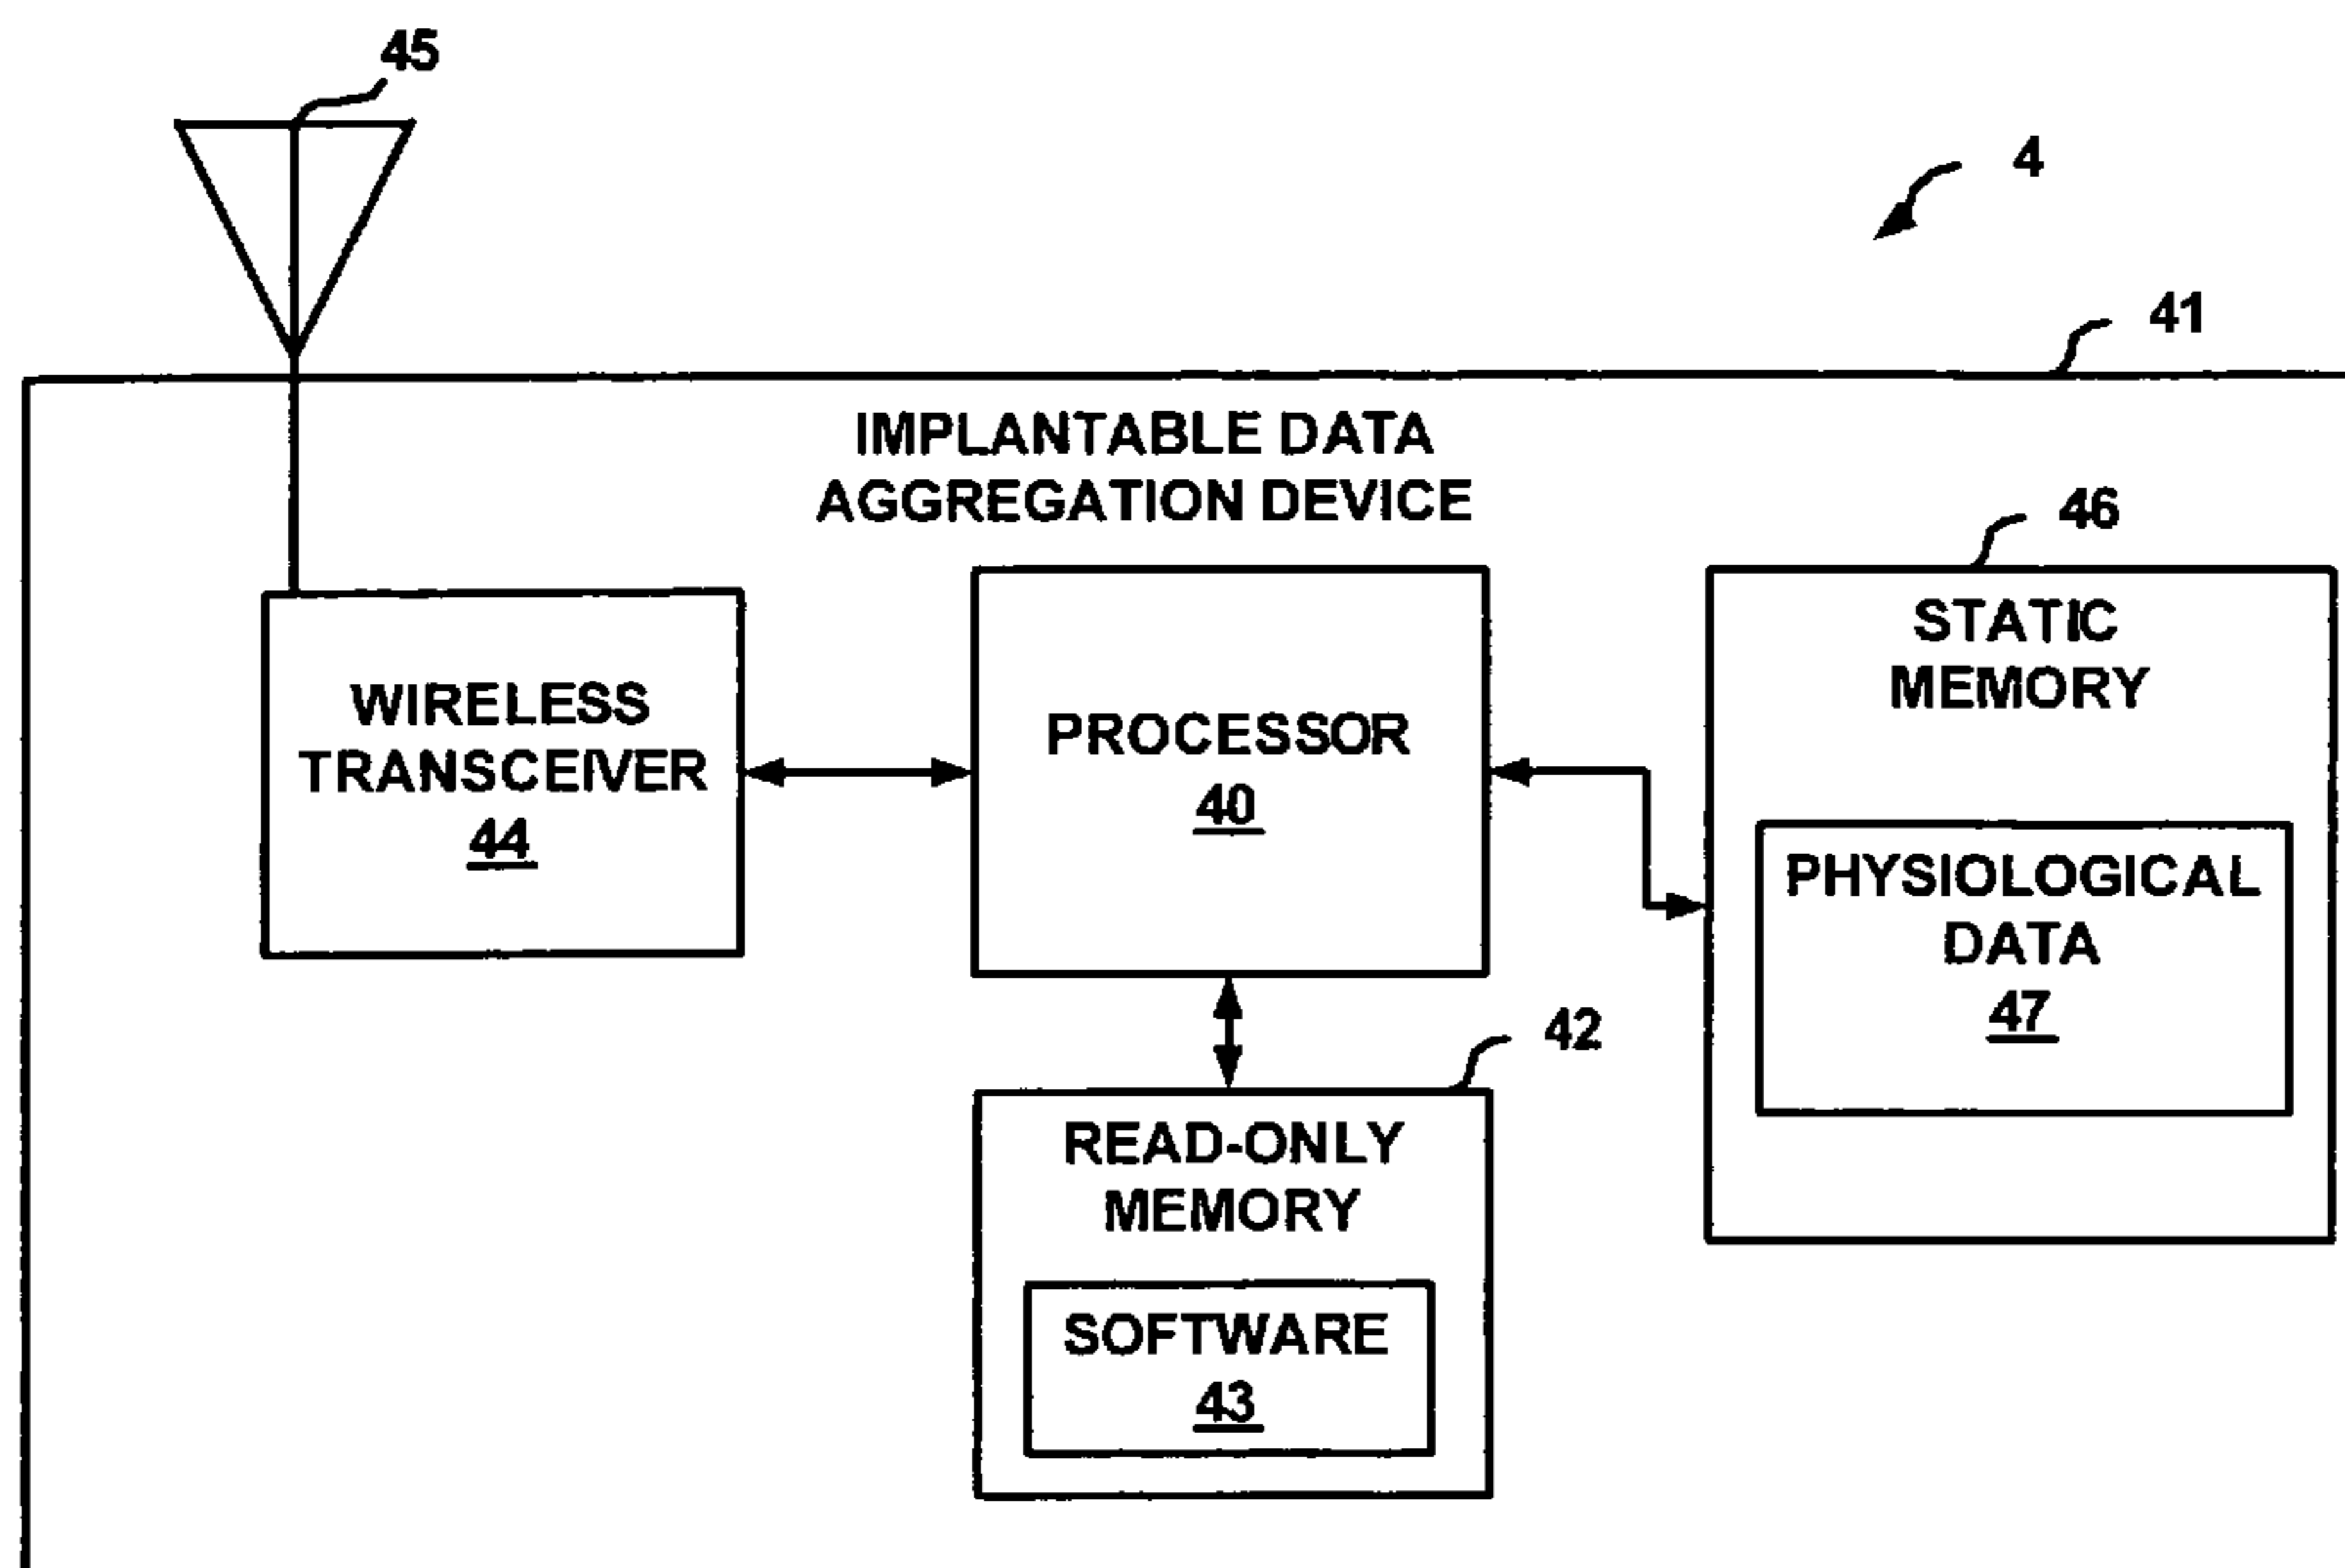 45
4
41
IMPLANTABLE DATA
AGGREGATION DEVICE
46
WIRELESS
TRANSCEIVER
44
PROCESSOR
40
STATIC
MEMORY
PHYSIOLOGICAL
DATA
47
42
READ-ONLY
MEMORY
SOFTWARE
43